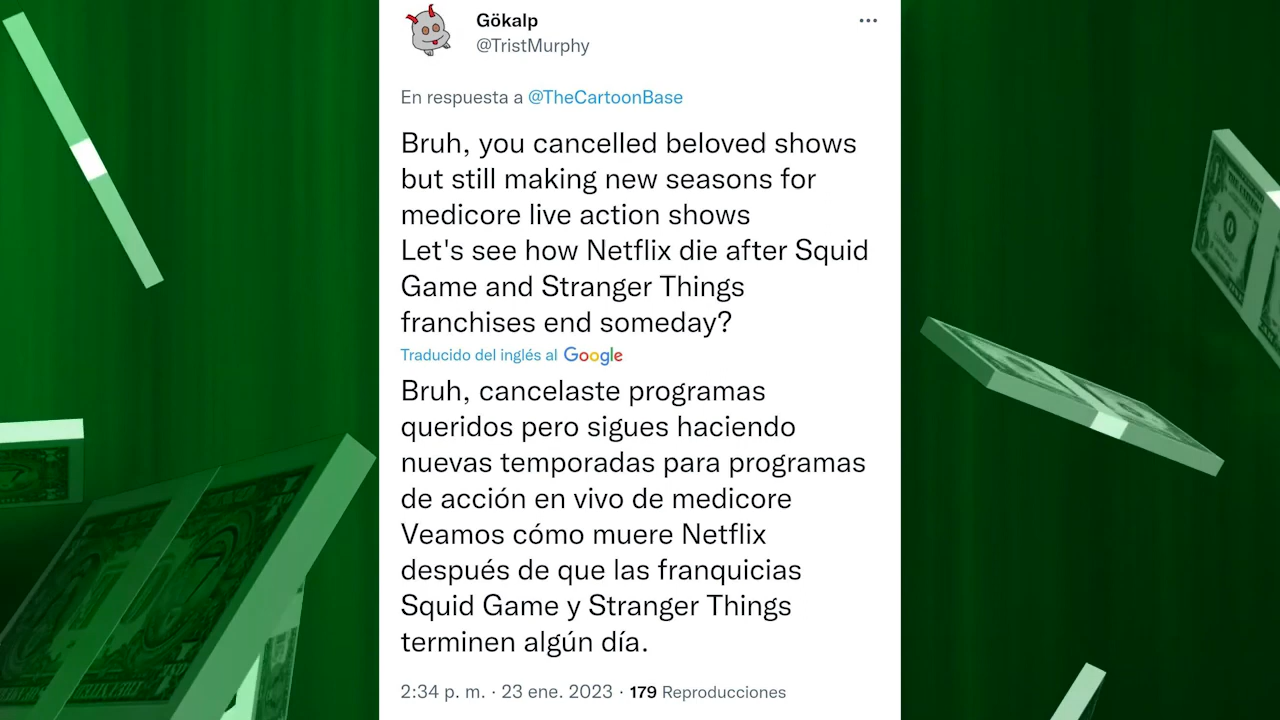 Gökalp
@TristMurphy
En respuesta a @TheCartoonBase
Bruh, you cancelled beloved shows
but still making new seasons for
medicore live action shows
Let's see how Netflix die after Squid
Game and Stranger Things
franchises end someday?
Traducido del inglés al Google
Bruh, cancelaste programas
queridos pero sigues haciendo
nuevas temporadas para programas
de acción en vivo de medicore
Veamos cómo muere Netflix
después de que las franquicias
Squid Game y Stranger Things
terminen algún día.
2:34 p. m. · 23 ene. 2023 · 179 Reproducciones